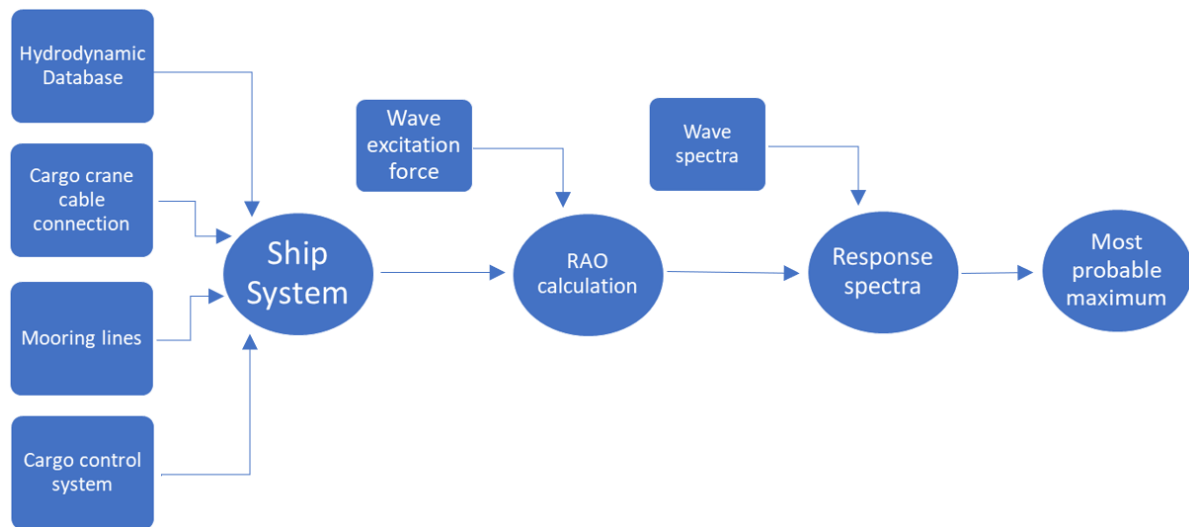 Hydrodynamic
Database
Cargo crane
cable
connection
Mooring lines
Cargo control
system
Ship
System
Wave
excitation
force
RAO
calculation
Wave
spectra
Response
spectra
Most
probable
maximum